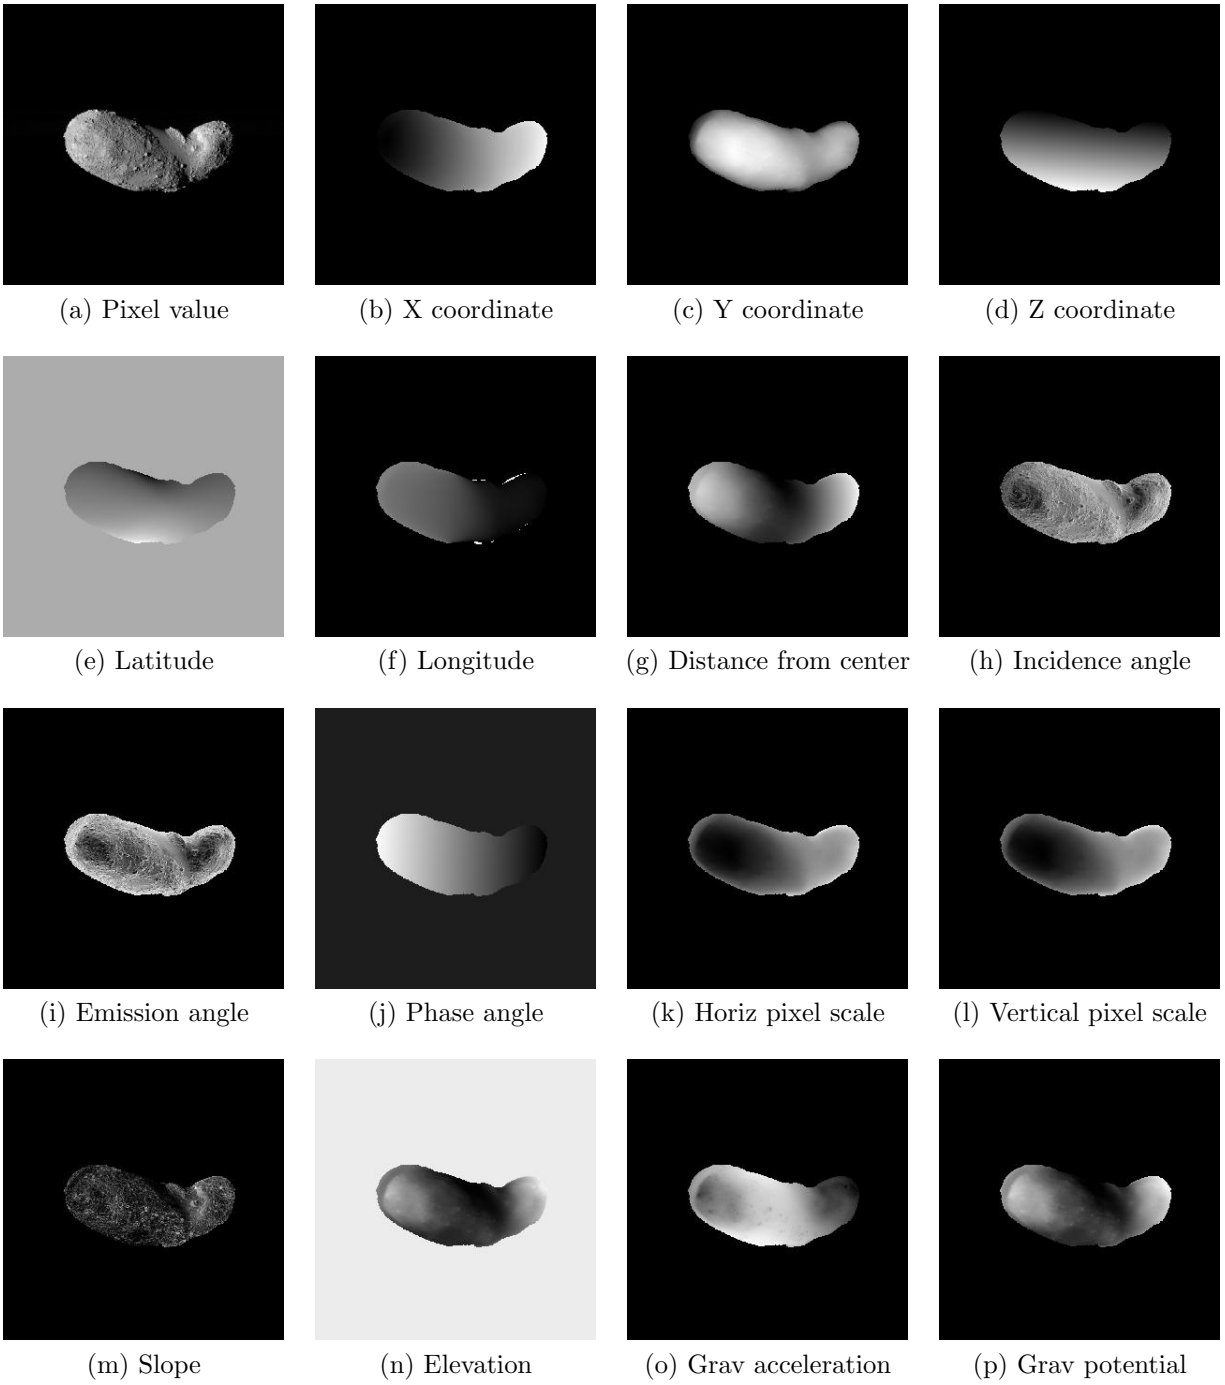 (a) Pixel value
(b) X coordinate
(c) Y coordinate
(d) Z coordinate
(e) Latitude
(f) Longitude
(g) Distance from center
(h) Incidence angle
(i) Emission angle
(j) Phase angle
(k) Horiz pixel scale
(l) Vertical pixel scale
(m) Slope
(n) Elevation
(o) Grav acceleration
(p) Grav potential